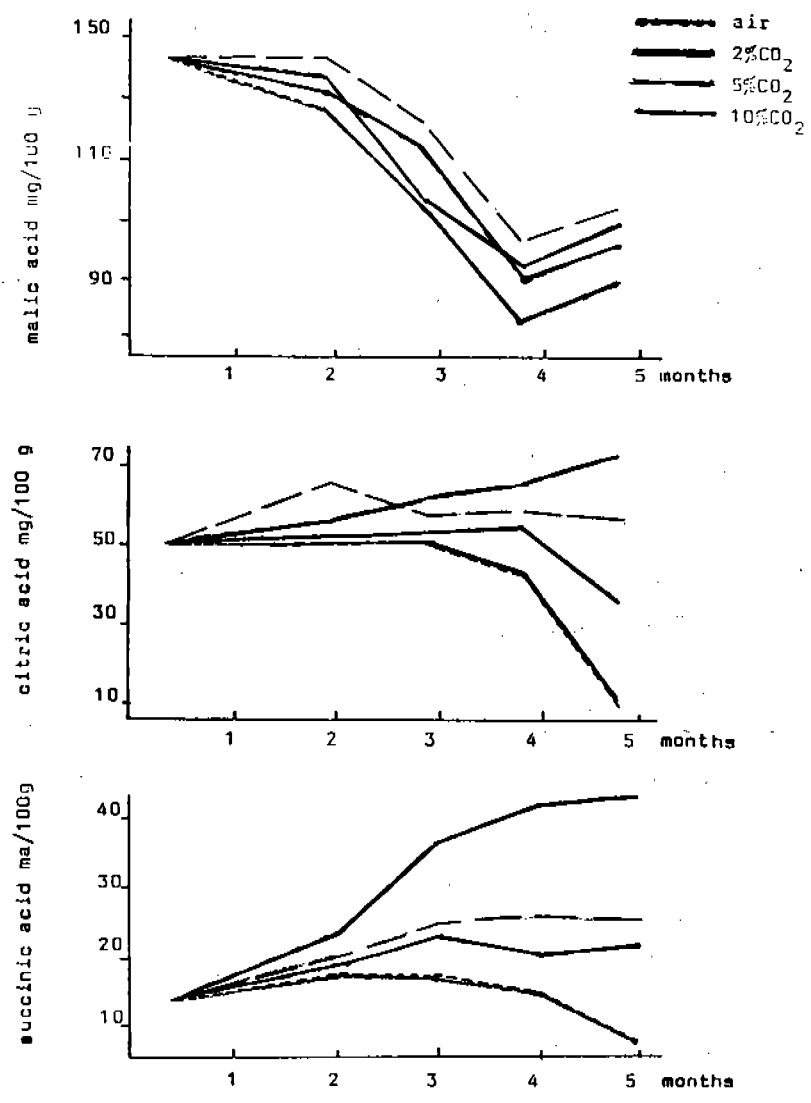 air
2%CO2
5%CO2
10%CO2
malic acid mg/100 g
150
110
90
1 2 3 4 5 months
citric acid mg/100 g
70
50
30
10
1 2 3 4 5 months
succinic acid ma/100g
40
30
20
10
1 2 3 4 5 months